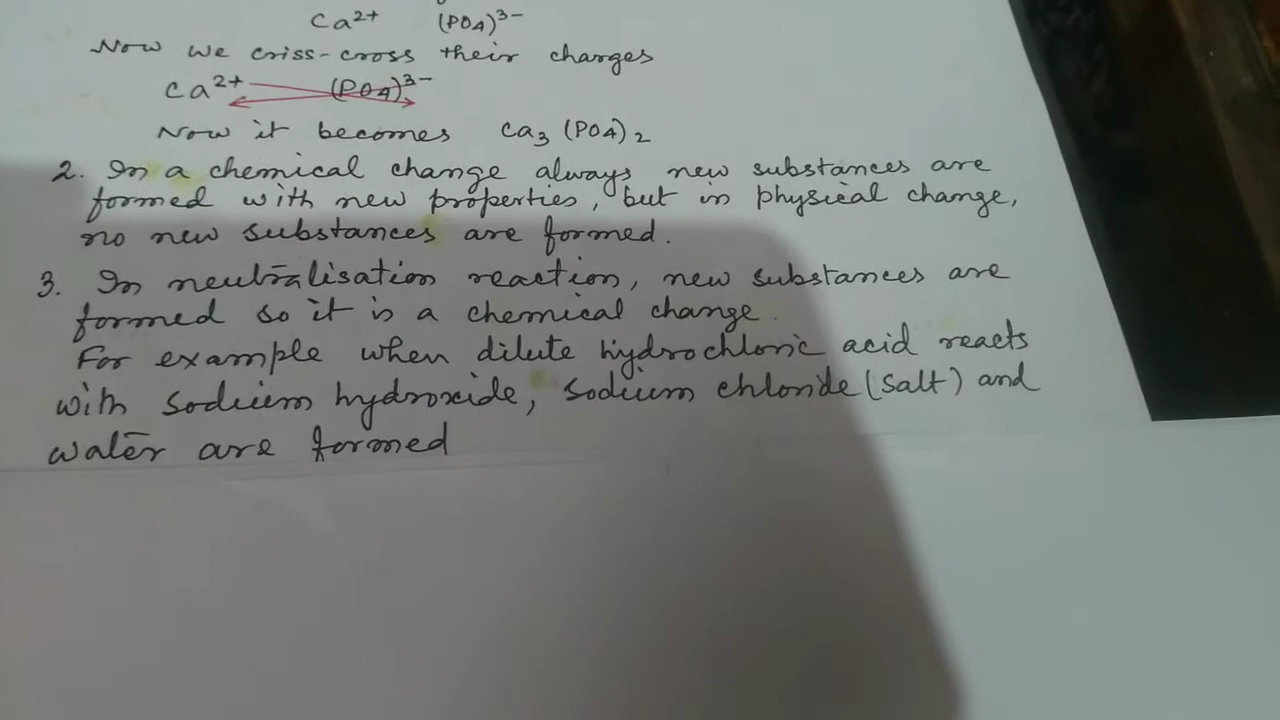 Ca²⁺ (PO4)³⁻
Now we criss-cross their charges
Ca²⁺ (PO4)³⁻
Now it becomes Ca₃ (PO4)₂
2. In a chemical change always new substances are
formed with new properties, but in physical change,
no new substances are formed.
3. In neutralisation reaction, new substances are
formed so it is a chemical change.
For example when dilute hydrochloric acid reacts
with sodium hydroxide, sodium chloride (salt) and
water are formed